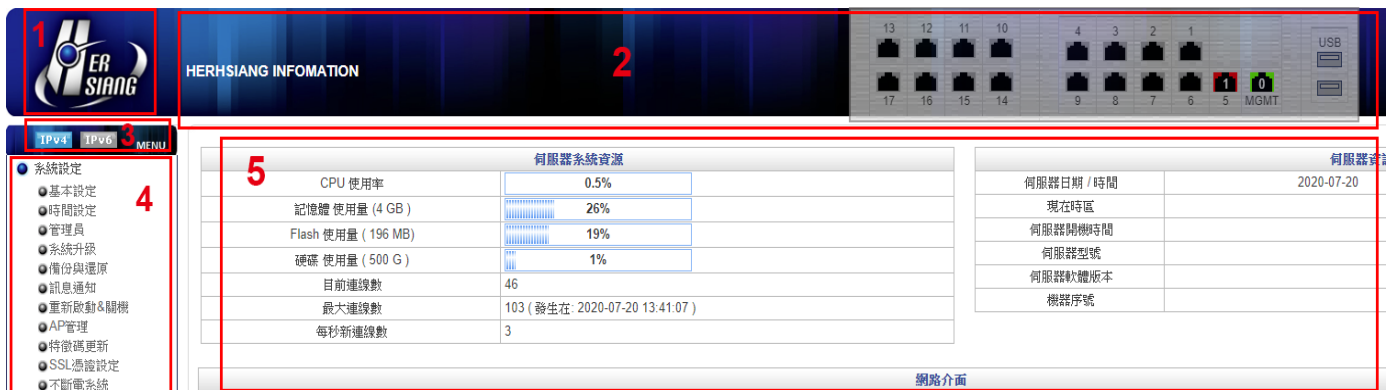 1
HER
SIANG
HERHSIANG INFOMATION
2
13 12 11 10 4 3 2 1
USB
1 0
17 16 15 14 9 8 7 6 5 MGMT
IPv4 IPv6 3 MENU
4
系統設定
基本設定
時間設定
管理員
系統升級
備份與還原
訊息通知
重新啟動&關機
AP管理
特徵碼更新
SSL憑證設定
不斷電系統
5
伺服器系統資源
CPU 使用率 0.5%
記憶體 使用量 (4 GB ) 26%
Flash 使用量 ( 196 MB) 19%
硬碟 使用量 ( 500 G ) 1%
目前連線數 46
最大連線數 103 ( 發生在: 2020-07-20 13:41:07 )
每秒新連線數 3
伺服器資
伺服器日期 / 時間 2020-07-20
現在時區
伺服器開機時間
伺服器型號
伺服器軟體版本
機器序號
網路介面